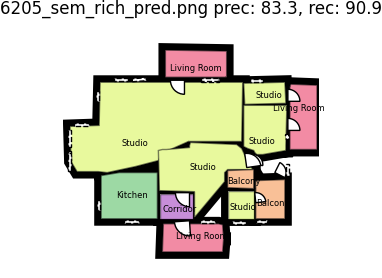 6205_sem_rich_pred.png prec: 83.3, rec: 90.9
Living Room
Studio
Living Room
Studio
Studio
Studio
Balcony
Kitchen
Corridor
Studio
Balcony
Living Room